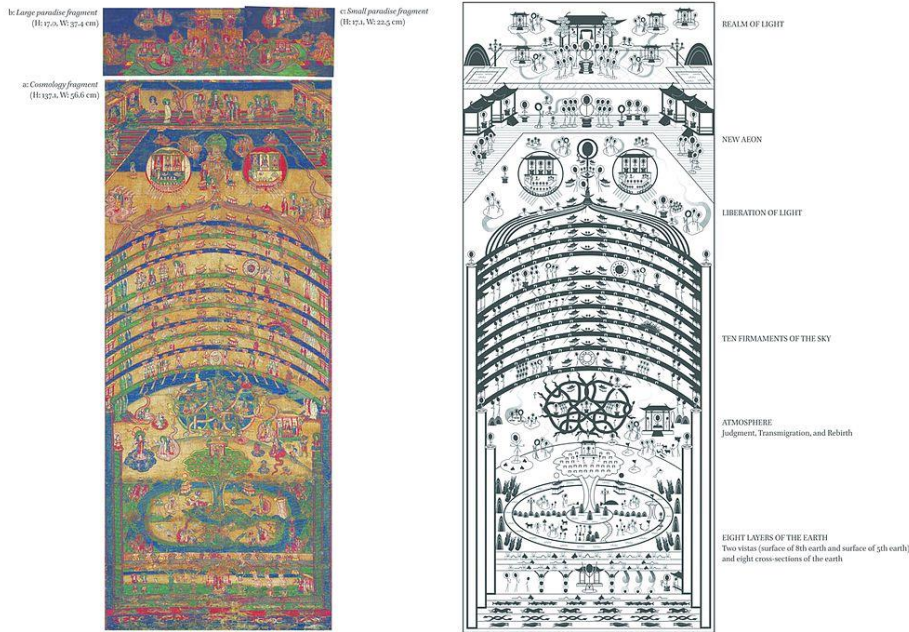 b: Large paradise fragment
(H: 17.0, W: 37.4 cm)
c: Small paradise fragment
(H: 17.1, W: 22.5 cm)
a: Cosmology fragment
(H: 137.1, W: 56.6 cm)
REALM OF LIGHT
NEW AEON
LIBERATION OF LIGHT
TEN FIRMAMENTS OF THE SKY
ATMOSPHERE
Judgment, Transmigration, and Rebirth
EIGHT LAYERS OF THE EARTH
Two vistas (surface of 8th earth and surface of 5th earth)
and eight cross-sections of the earth